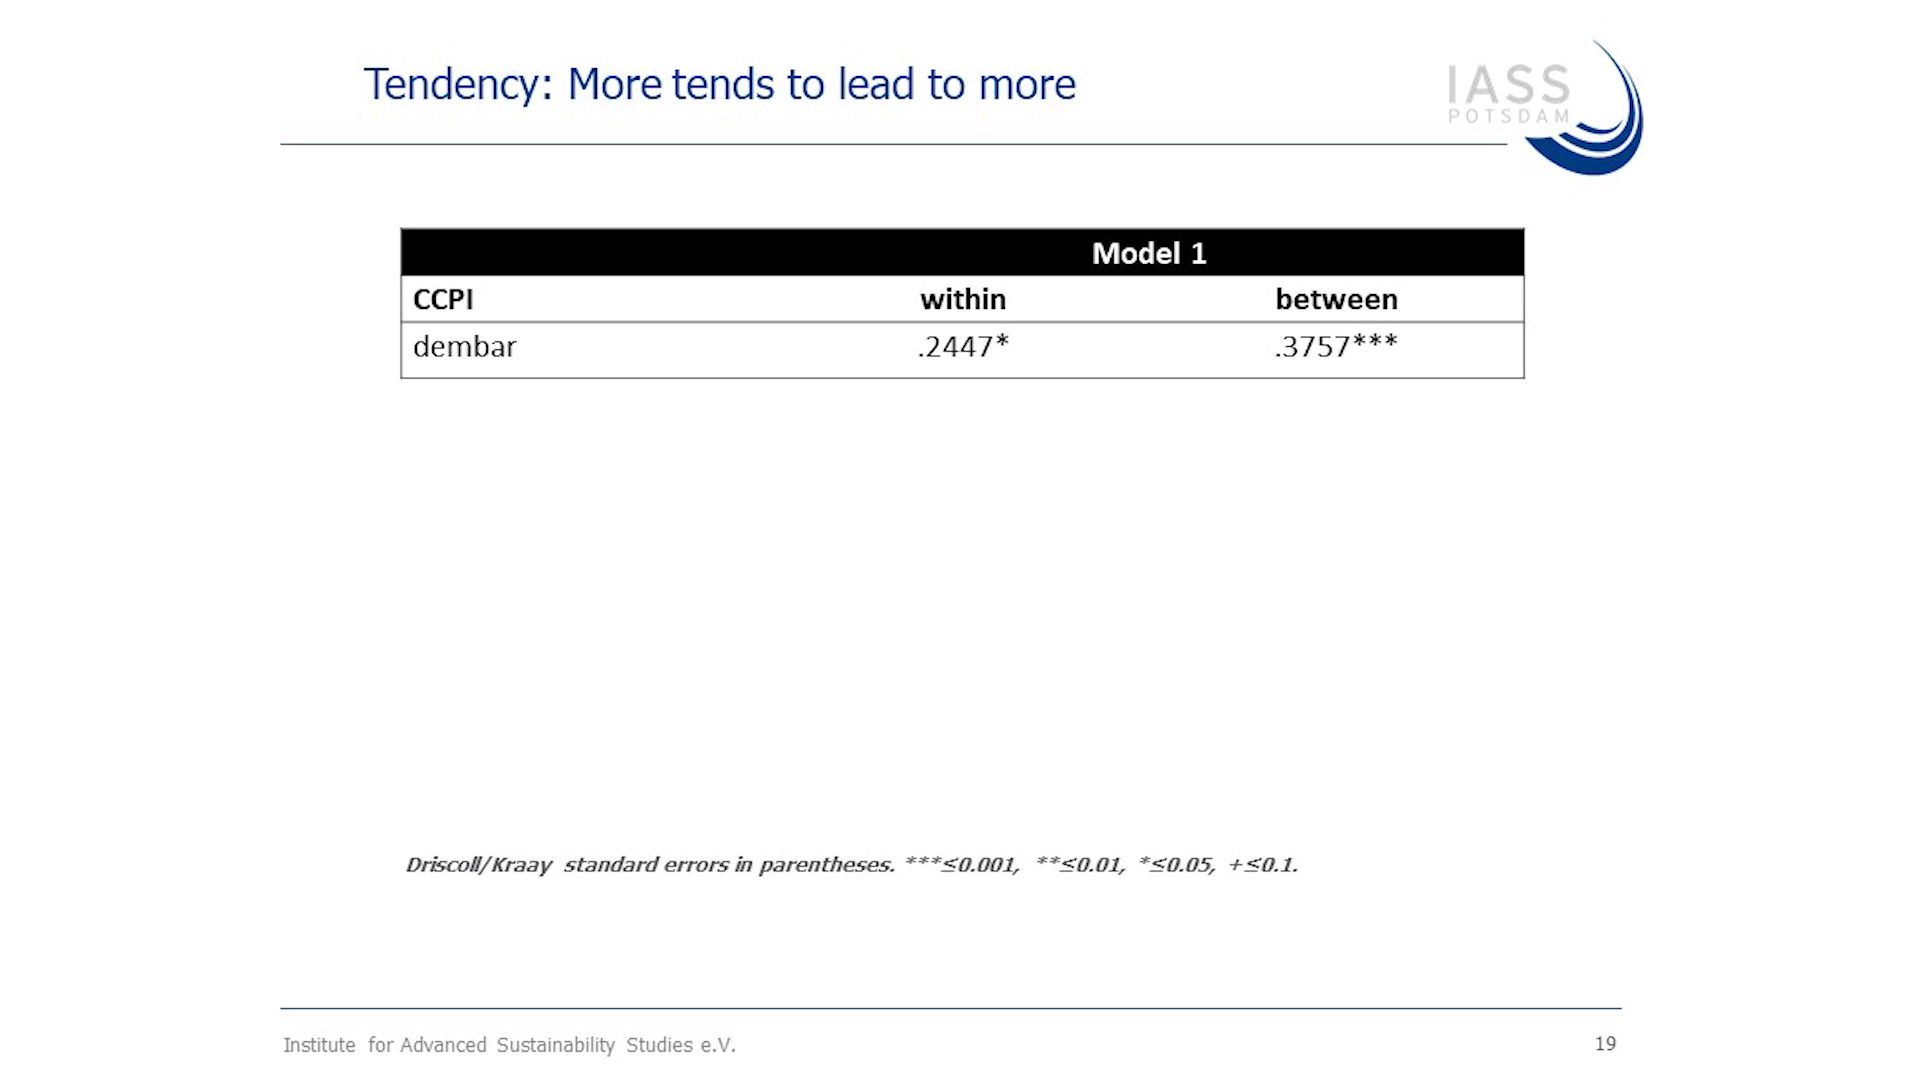 Tendency: More tends to lead to more
IASS
POTSDAM
Model 1
CCPI within between
dembar .2447* .3757***
Driscoll/Kraay standard errors in parentheses. ***≤0.001, **≤0.01, *≤0.05, +≤0.1.
Institute for Advanced Sustainability Studies e.V. 19